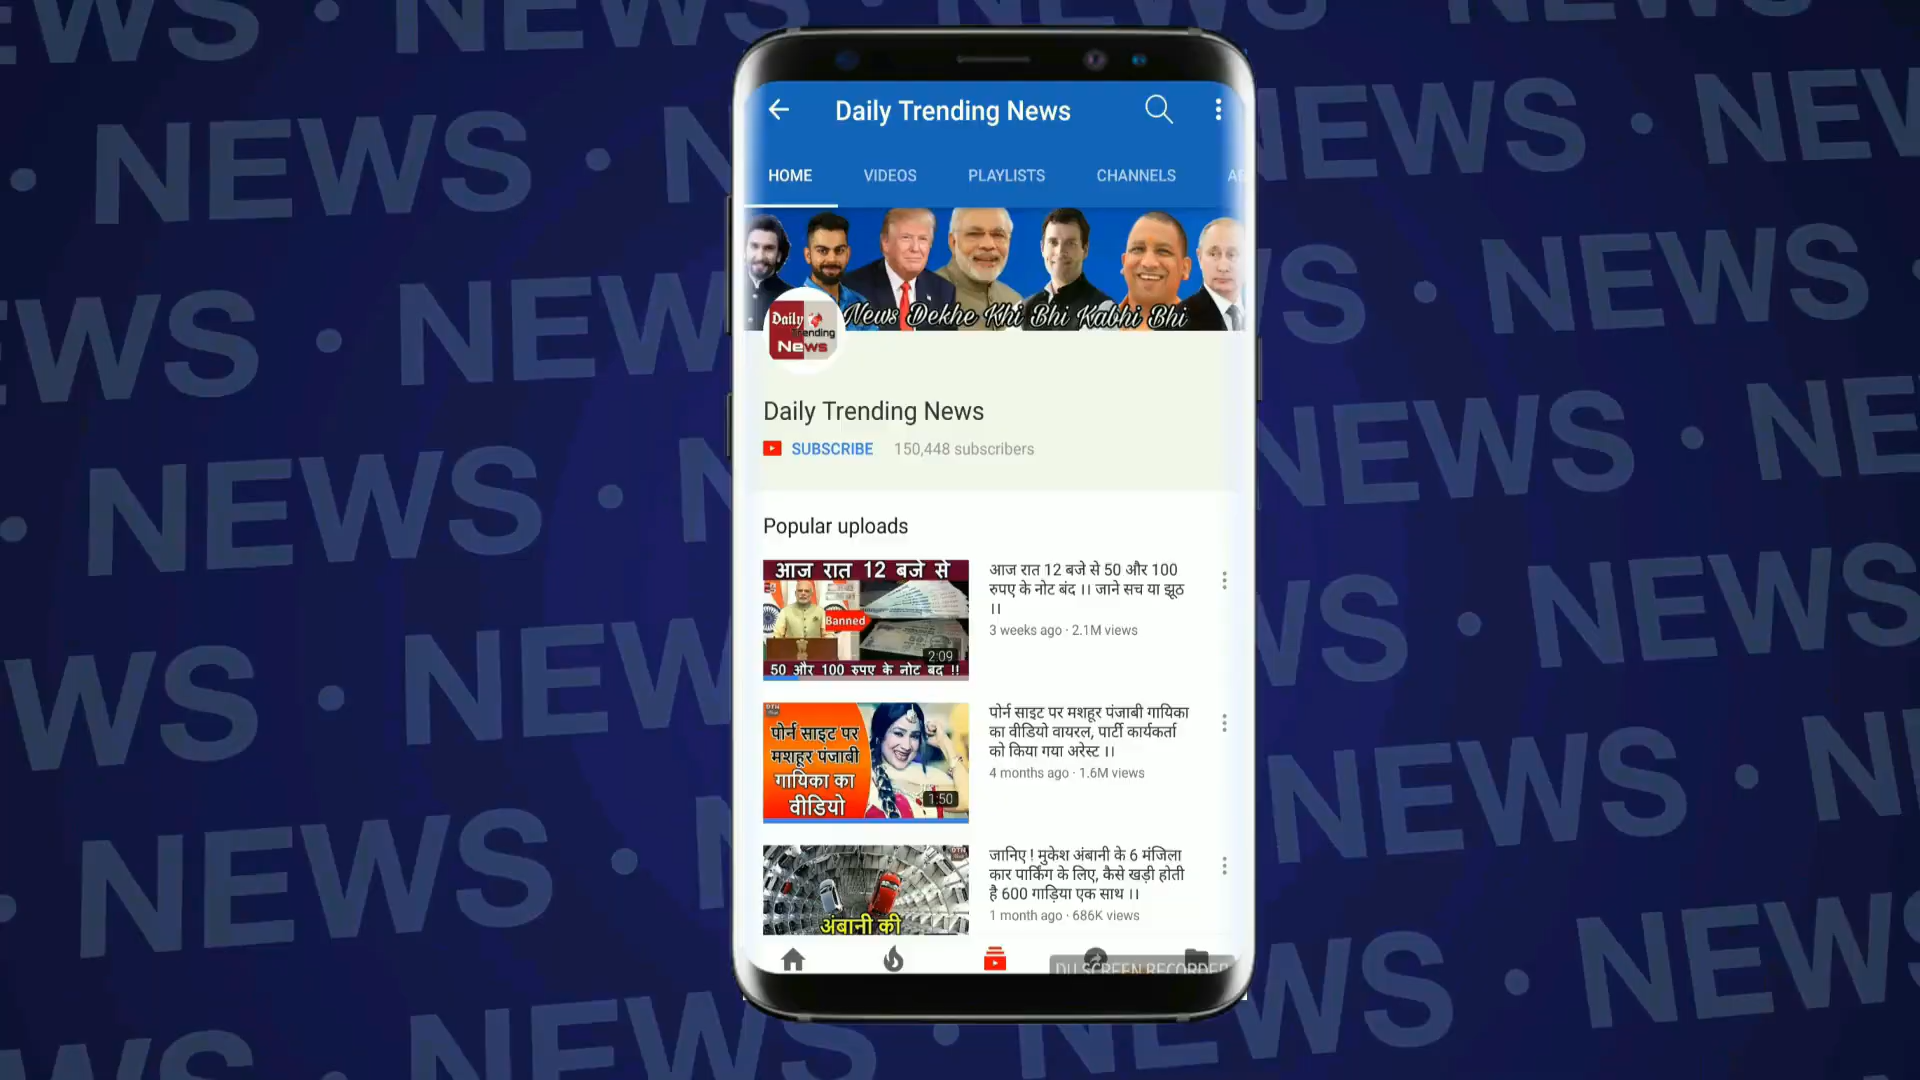 NEWS • NEWS
Daily Trending News
HOME VIDEOS PLAYLISTS CHANNELS
News Dekhe Khi Bhi Kabhi Bhi
Daily
Trending
News
Daily Trending News
SUBSCRIBE 150,448 subscribers
Popular uploads
आज रात 12 बजे से
Banned
2:09
50 और 100 रुपए के नोट बंद !!
आज रात 12 बजे से 50 और 100
रुपए के नोट बंद ।। जाने सच या झूठ
।।
3 weeks ago · 2.1M views
पोर्न साइट पर
मशहूर पंजाबी
गायिका का
वीडियो
1:50
पोर्न साइट पर मशहूर पंजाबी गायिका
का वीडियो वायरल, पार्टी कार्यकर्ता
को किया गया अरेस्ट ।।
4 months ago · 1.6M views
अंबानी की
जानिए ! मुकेश अंबानी के 6 मंजिला
कार पार्किंग के लिए, कैसे खड़ी होती
है 600 गाड़िया एक साथ ।।
1 month ago · 686K views
DU SCREEN RECORDER